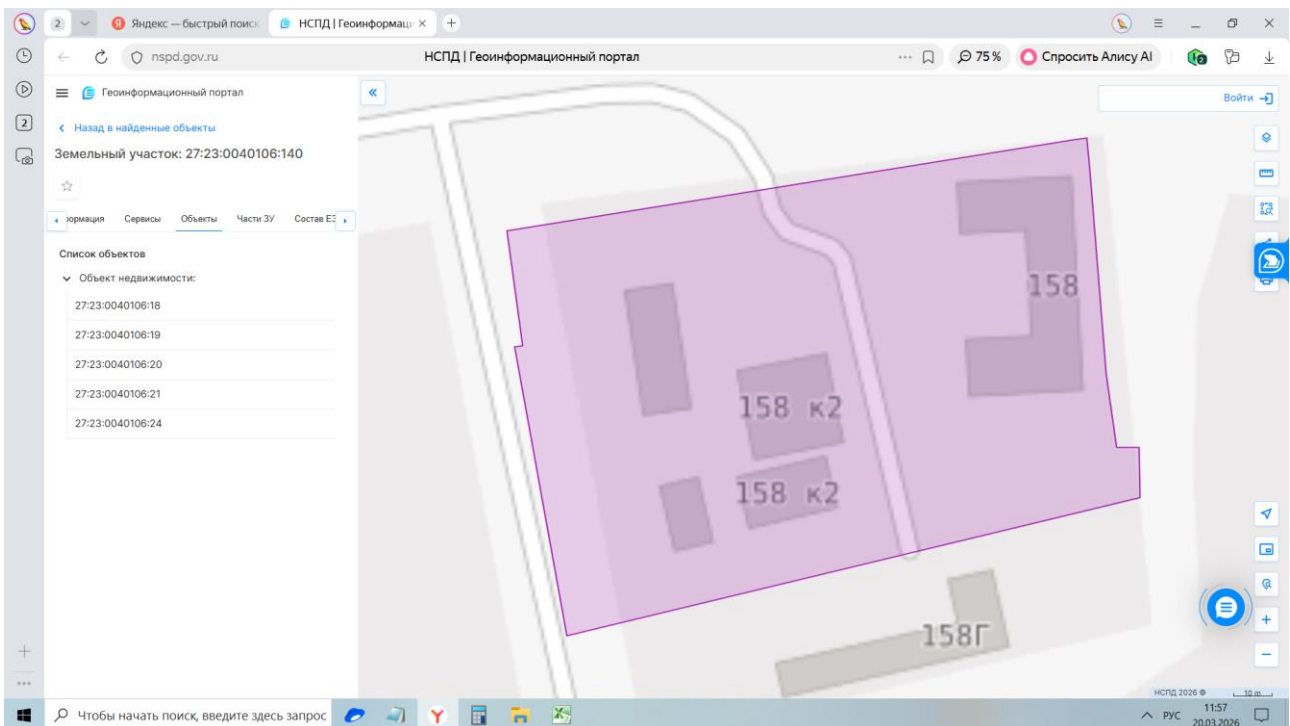 2
Яндекс — быстрый поиск
НСПД | Геоинформаци
nspd.gov.ru
НСПД | Геоинформационный портал
75 %
Спросить Алису AI
2
Геоинформационный портал
Войти
Назад в найденные объекты
Земельный участок: 27:23:0040106:140
ормация Сервисы Объекты Части ЗУ Состав ЕЗ
Список объектов
Объект недвижимости:
27:23:0040106:18
27:23:0040106:19
27:23:0040106:20
27:23:0040106:21
27:23:0040106:24
158
158 к2
158 к2
158Г
НСПД 2026 ©
10 m
Чтобы начать поиск, введите здесь запрос
РУС
11:57
20.03.2026